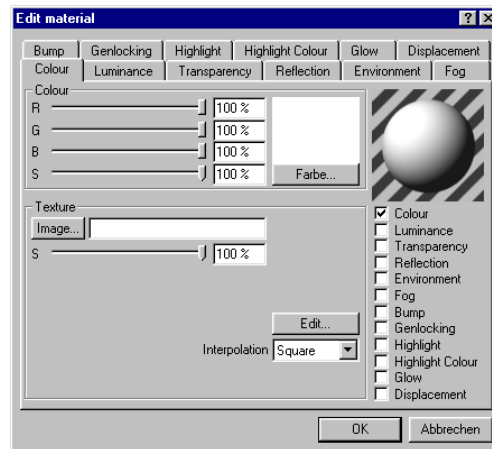 Edit material
Bump Genlocking Highlight Highlight Colour Glow Displacement
Colour Luminance Transparency Reflection Environment Fog
Colour
R 100 %
G 100 %
B 100 %
S 100 % Farbe...
Texture
Image...
S 100 %
Edit...
Interpolation Square
Colour
Luminance
Transparency
Reflection
Environment
Fog
Bump
Genlocking
Highlight
Highlight Colour
Glow
Displacement
OK Abbrechen